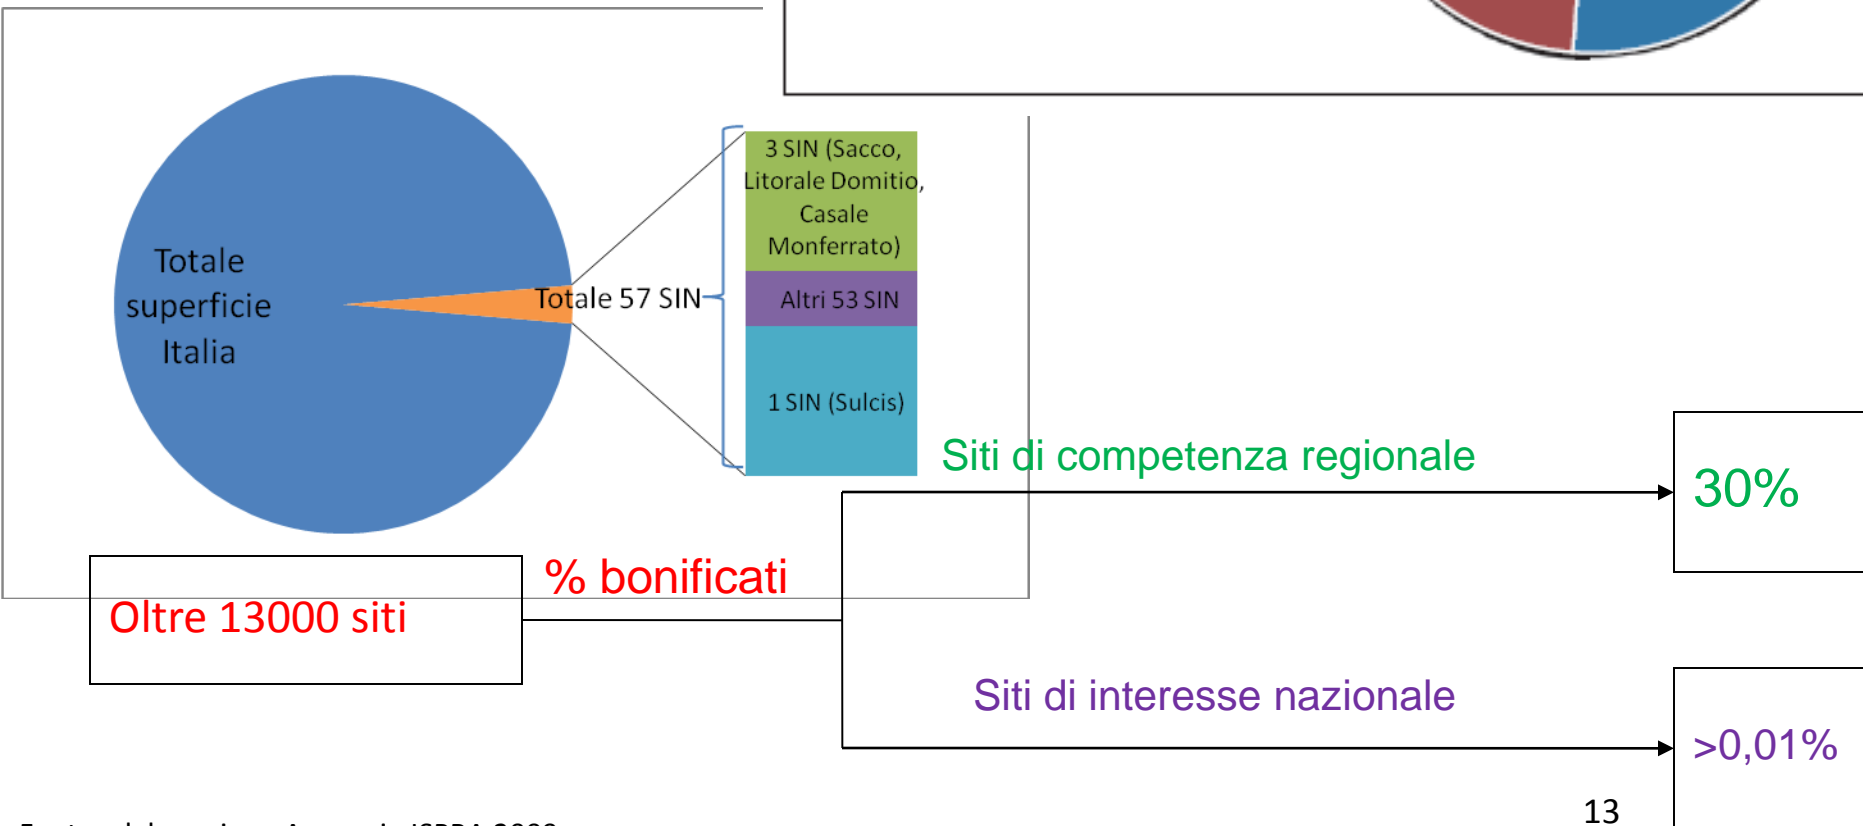 3 SIN (Sacco,
Litorale Domitio,
Casale
Monferrato)
Totale
superficie
Italia
Totale 57 SIN
Altri 53 SIN
1 SIN (Sulcis)
Siti di competenza regionale
30%
% bonificati
Oltre 13000 siti
Siti di interesse nazionale
>0,01%
13